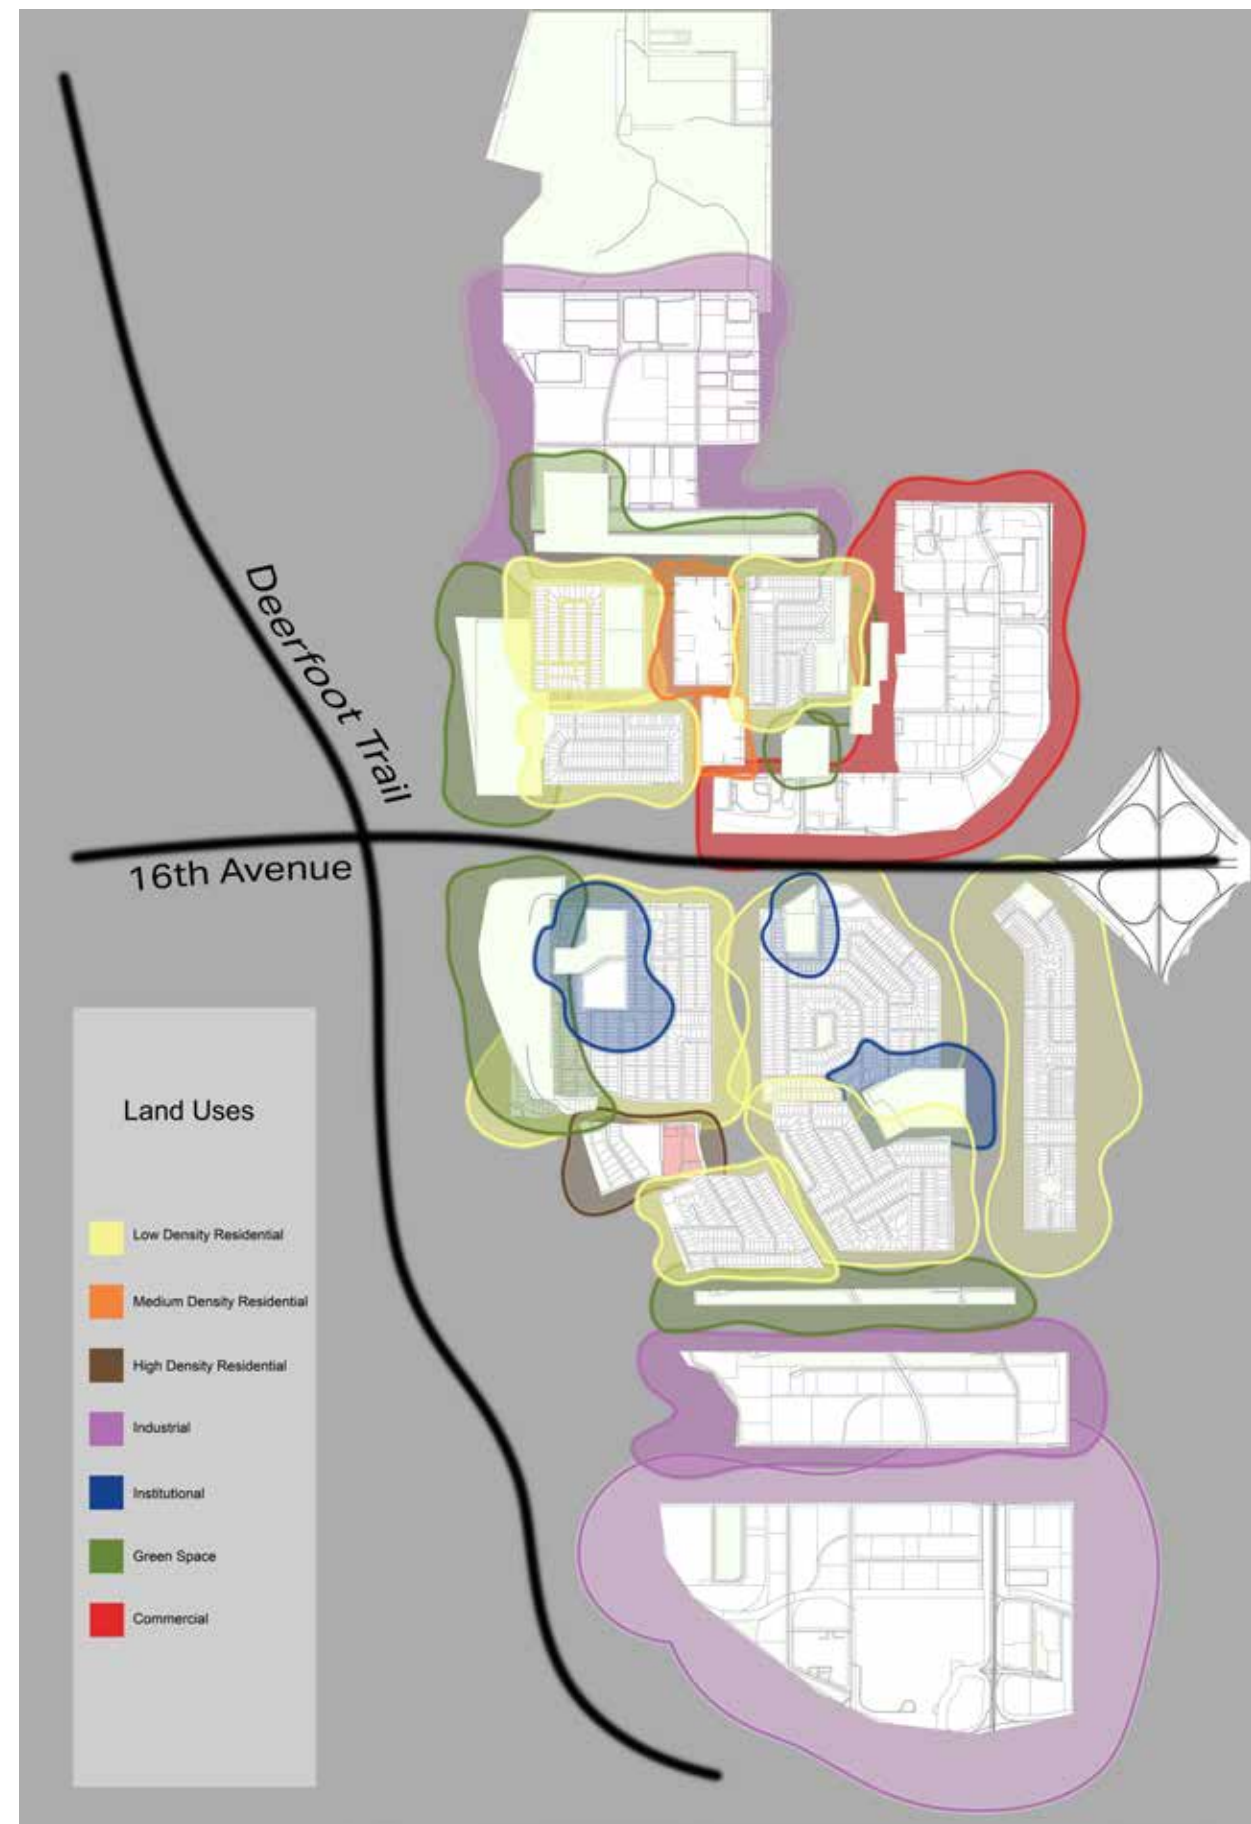 Deerfoot Trail
16th Avenue
Land Uses
Low Density Residential
Medium Density Residential
High Density Residential
Industrial
Institutional
Green Space
Commercial